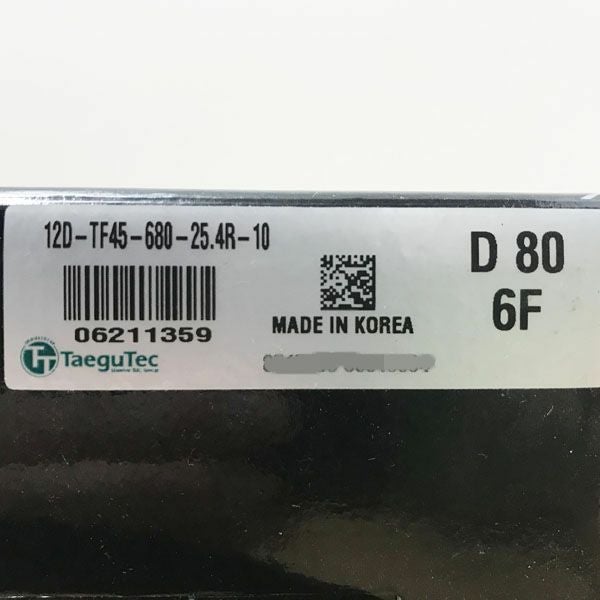 12D-TF45-680-25.4R-10
06211359
TaeguTec
MADE IN KOREA
D 80
6F